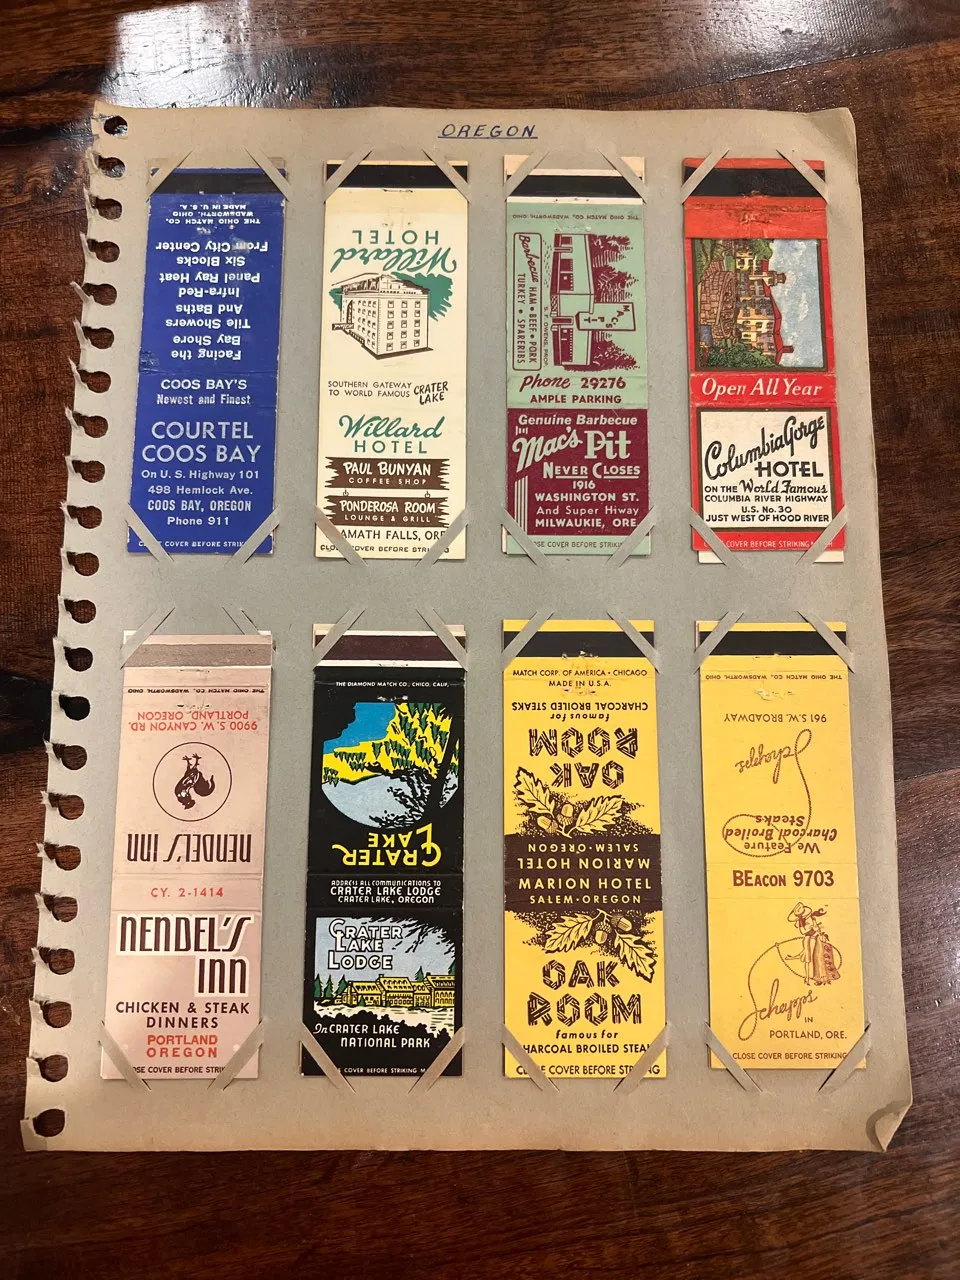 OREGON
THE OHIO MATCH CO. WADSWORTH, OHIO
MADE IN U.S.A.
Facing the
Bay Shore
Tile Showers
And Baths
Infra-Red
Panel Ray Heat
Six Blocks
From City Center
COOS BAY'S
Newest and Finest
COURTEL
COOS BAY
On U. S. Highway 101
498 Hemlock Ave.
COOS BAY, OREGON
Phone 911
CLOSE COVER BEFORE STRIKI
Willard
HOTEL
SOUTHERN GATEWAY
TO WORLD FAMOUS CRATER
LAKE
Willard
HOTEL
PAUL BUNYAN
COFFEE SHOP
PONDEROSA ROOM
LOUNGE & GRILL
AMATH FALLS, ORE
CLOSE COVER BEFORE STRIKING
THE OHIO MATCH CO., WADSWORTH, OHIO
MAC'S
PIT
Barbecue HAM • BEEF • PORK
TURKEY • SPARERIBS
Phone 29276
AMPLE PARKING
Genuine Barbecue
Mac's Pit
NEVER CLOSES
1916
WASHINGTON ST.
And Super Hiway
MILWAUKIE, ORE.
CLOSE COVER BEFORE STRIKING
Open All Year
Columbia Gorge
HOTEL
ON THE World Famous
COLUMBIA RIVER HIGHWAY
U.S. No. 30
JUST WEST OF HOOD RIVER
COVER BEFORE STRIKING
THE OHIO MATCH CO., WADSWORTH, OHIO
NENDEL'S INN
9900 S.W. CANYON RD.
PORTLAND, OREGON
CY. 2-1414
NENDEL'S
INN
CHICKEN & STEAK
DINNERS
PORTLAND
OREGON
OSE COVER BEFORE STRIK
THE DIAMOND MATCH CO., CHICO, CALIF.
CRATER
LAKE
ADDRESS ALL COMMUNICATIONS TO
CRATER LAKE LODGE
CRATER LAKE, OREGON
CRATER
LAKE
LODGE
In CRATER LAKE
NATIONAL PARK
COVER BEFORE STRIKING M
MATCH CORP. OF AMERICA • CHICAGO
MADE IN U.S.A.
OAK
ROOM
famous for
CHARCOAL BROILED STEAKS
MARION HOTEL
SALEM • OREGON
MARION HOTEL
SALEM • OREGON
OAK
ROOM
famous for
HARCOAL BROILED STEA
CLOSE COVER BEFORE STRIKING
THE OHIO MATCH CO., WADSWORTH, OHIO
We Feature
Charcoal Broiled
Steaks
961 S.W. BROADWAY
BEacon 9703
IN
PORTLAND, ORE.
CLOSE COVER BEFORE STRIKING